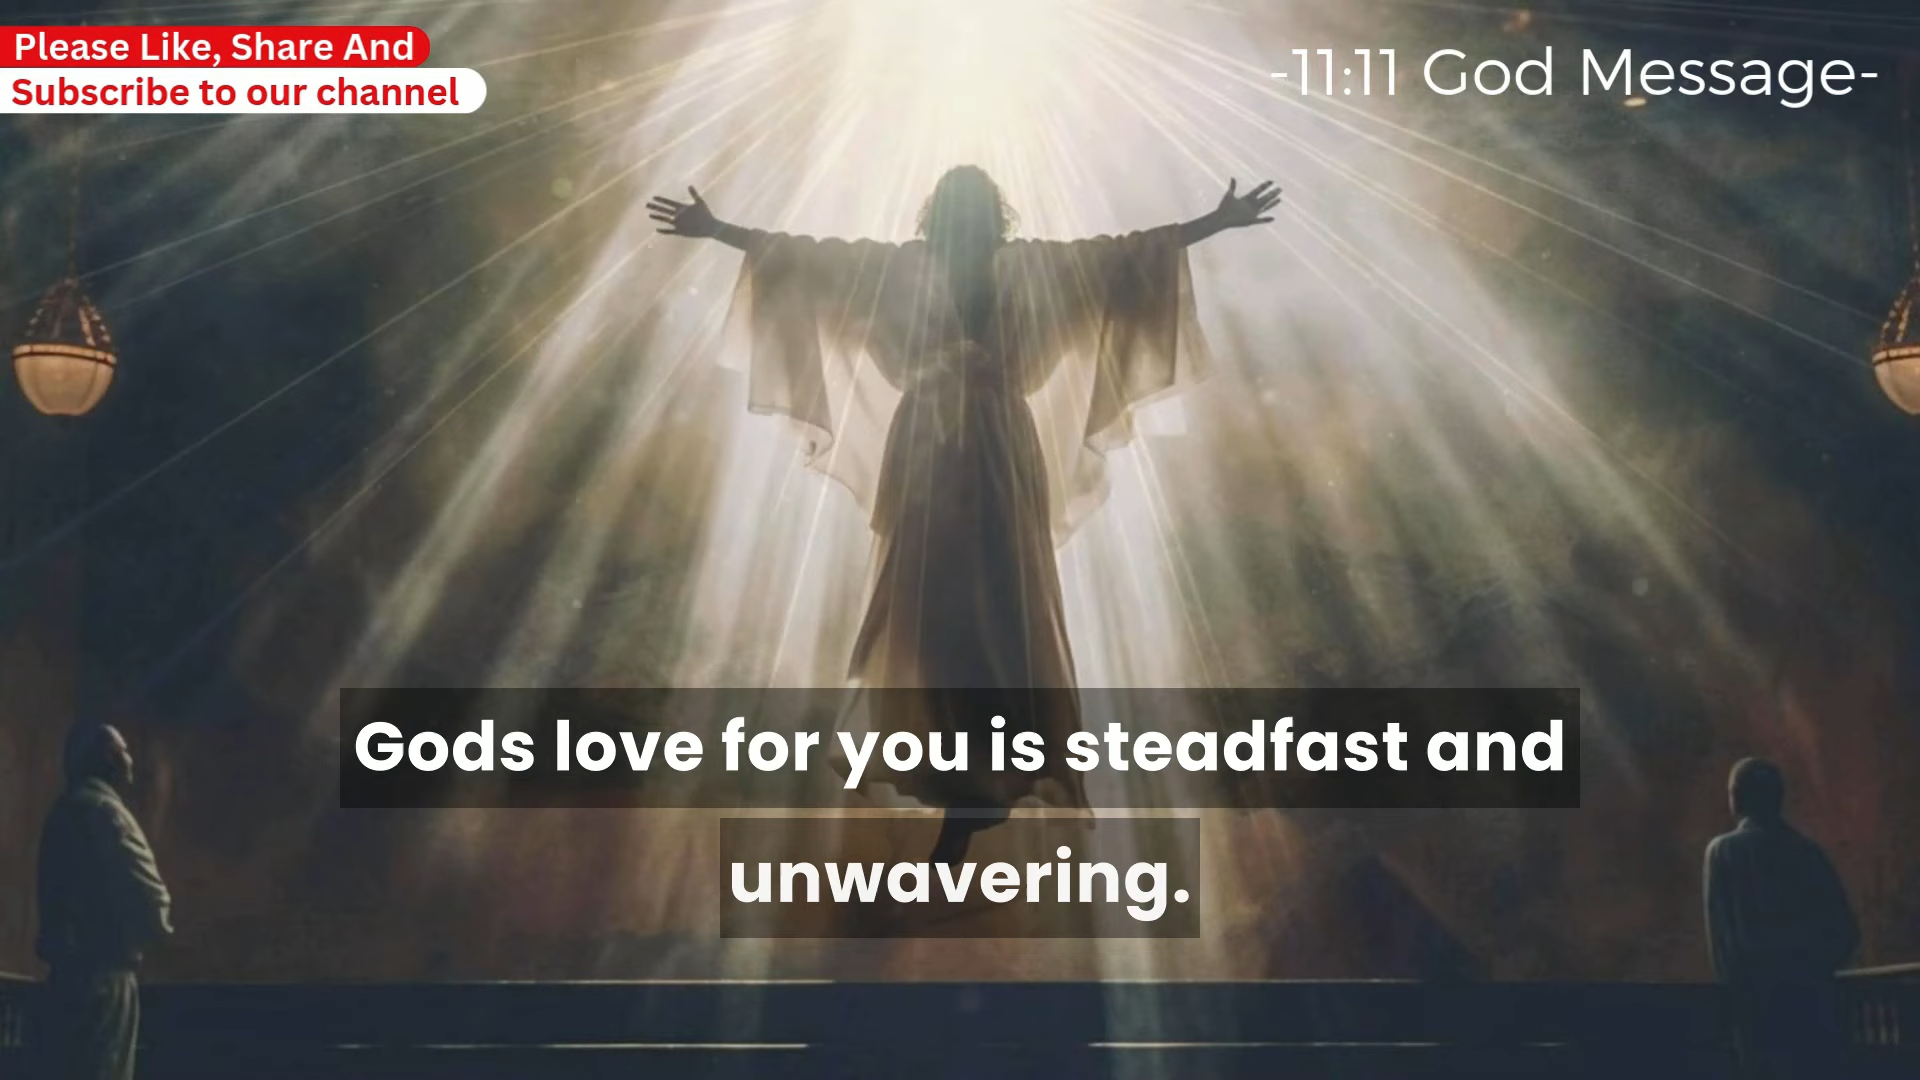 Please Like, Share And
Subscribe to our channel
-11:11 God Message-
Gods love for you is steadfast and
unwavering.